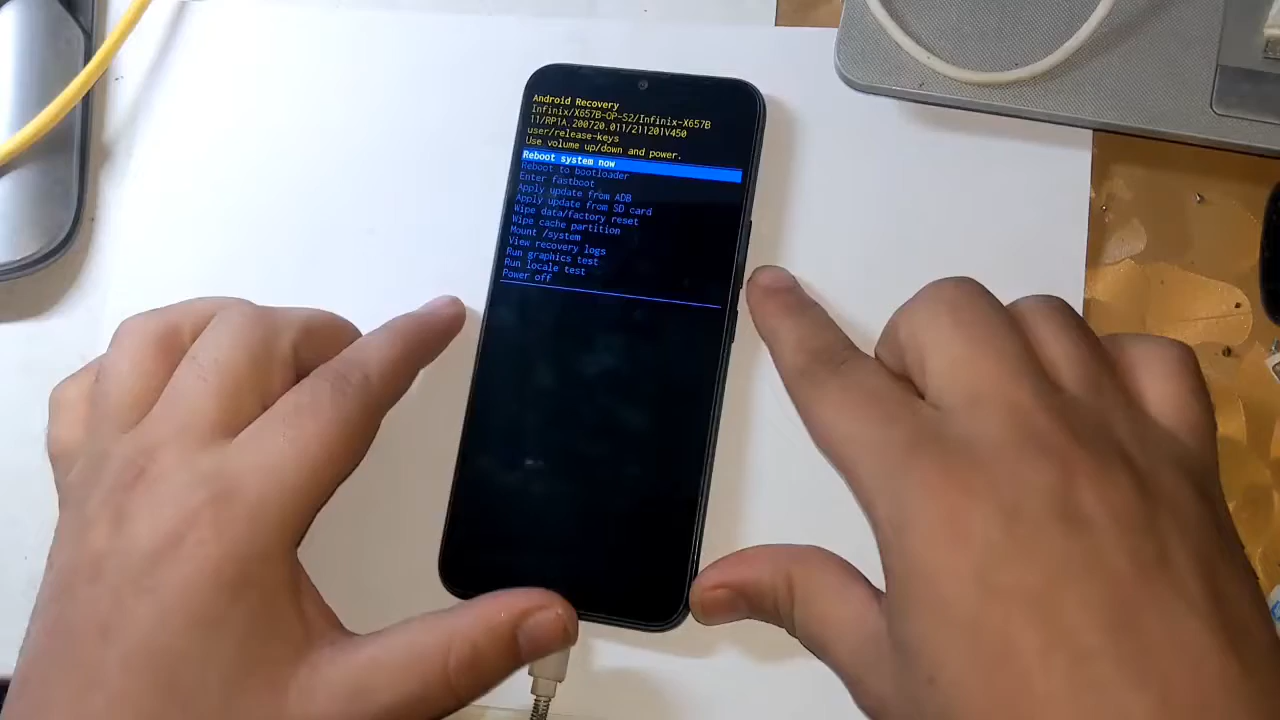 Android Recovery
Infinix/X657B-OP-S2/Infinix-X657B
11/RP1A.200720.011/211201V450
user/release-keys
Use volume up/down and power.
Reboot system now
Reboot to bootloader
Enter fastboot
Apply update from ADB
Apply update from SD card
Wipe data/factory reset
Wipe cache partition
Mount /system
View recovery logs
Run graphics test
Run locale test
Power off